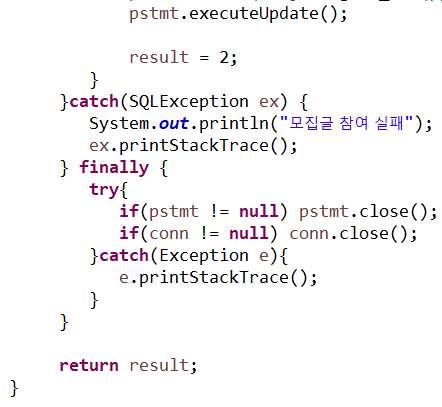 pstmt.executeUpdate();
result = 2;
}
}catch(SQLException ex) {
System.out.println("모집글 참여 실패");
ex.printStackTrace();
} finally {
try{
if(pstmt != null) pstmt.close();
if(conn != null) conn.close();
}catch(Exception e){
e.printStackTrace();
}
}
return result;
}